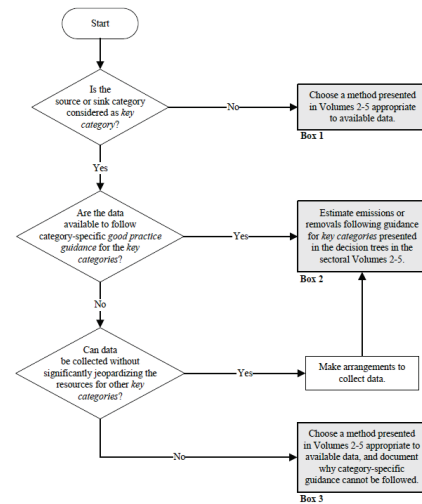 Start
Is the
source or sink category
considered as key
category?
No
Choose a method presented
in Volumes 2-5 appropriate
to available data.
Box 1
Yes
Are the data
available to follow
category-specific good practice
guidance for the key
categories?
Yes
Estimate emissions or
removals following guidance
for key categories presented
in the decision trees in the
sectoral Volumes 2-5.
Box 2
No
Can data
be collected without
significantly jeopardizing the
resources for other key
categories?
Yes
Make arrangements to
collect data.
No
Choose a method presented
in Volumes 2-5 appropriate to
available data, and document
why category-specific
guidance cannot be followed.
Box 3